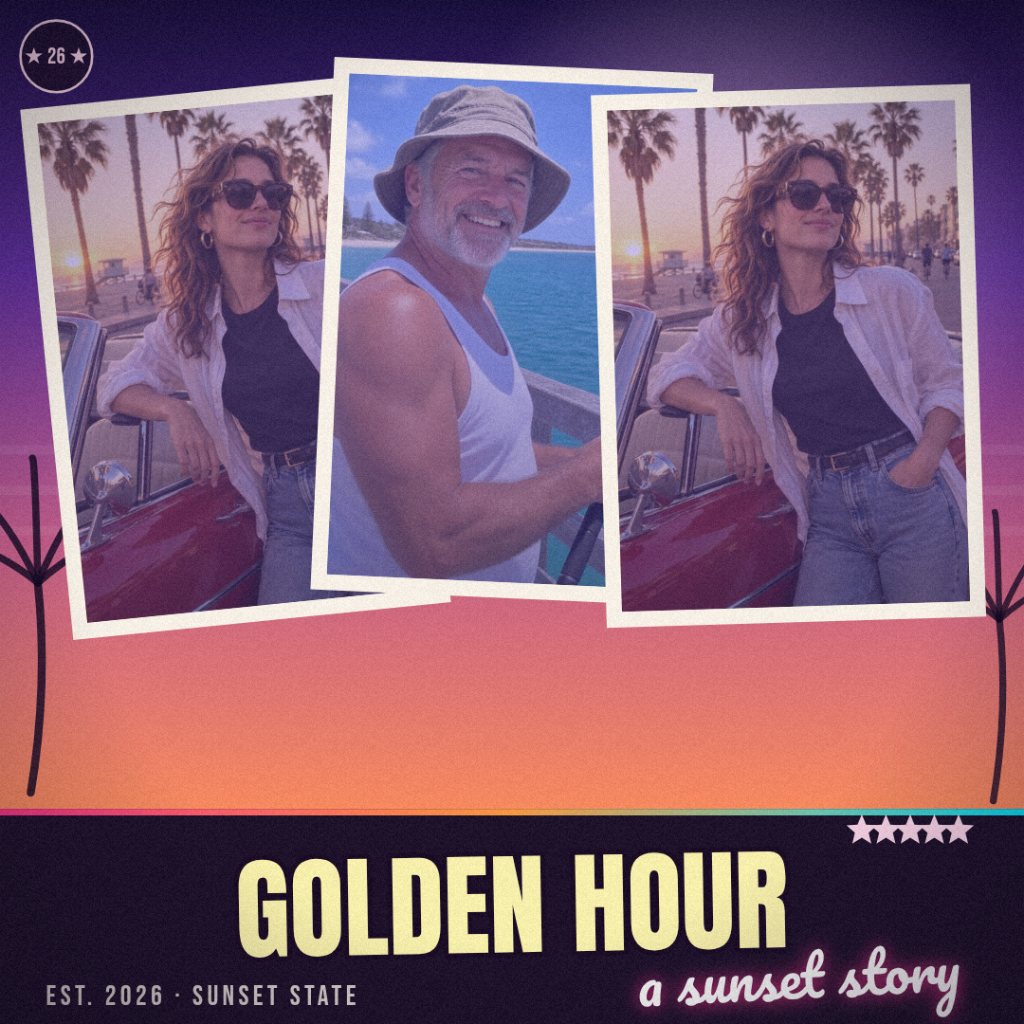 ★ 26 ★
GOLDEN HOUR
a sunset story
EST. 2026 · SUNSET STATE